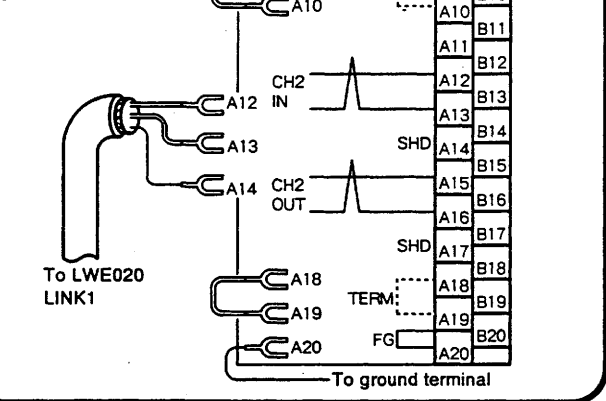 A10
A10
B11
A11
B12
CH2
IN
A12
A12
B13
A13
A13
B14
SHD
A14
B15
A14
CH2
OUT
A15
B16
A16
B17
SHD
A17
B18
To LWE020
LINK1
A18
TERM
A18
B19
A19
A19
B20
A20
FG
A20
To ground terminal